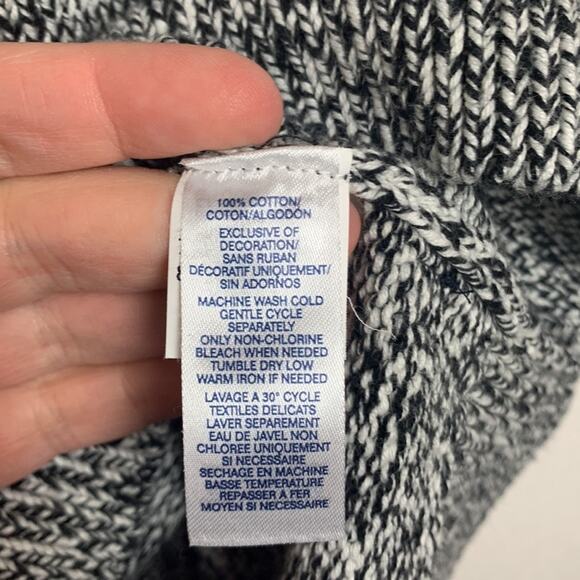 100% COTTON/
COTON/ALGODÓN
EXCLUSIVE OF
DECORATION/
SANS RUBAN
DÉCORATIF UNIQUEMENT/
SIN ADORNOS
MACHINE WASH COLD
GENTLE CYCLE
SEPARATELY
ONLY NON-CHLORINE
BLEACH WHEN NEEDED
TUMBLE DRY LOW
WARM IRON IF NEEDED
LAVAGE A 30° CYCLE
TEXTILES DELICATS
LAVER SEPAREMENT
EAU DE JAVEL NON
CHLOREE UNIQUEMENT
SI NECESSAIRE
SECHAGE EN MACHINE
BASSE TEMPERATURE
REPASSER A FER
MOYEN SI NECESSAIRE